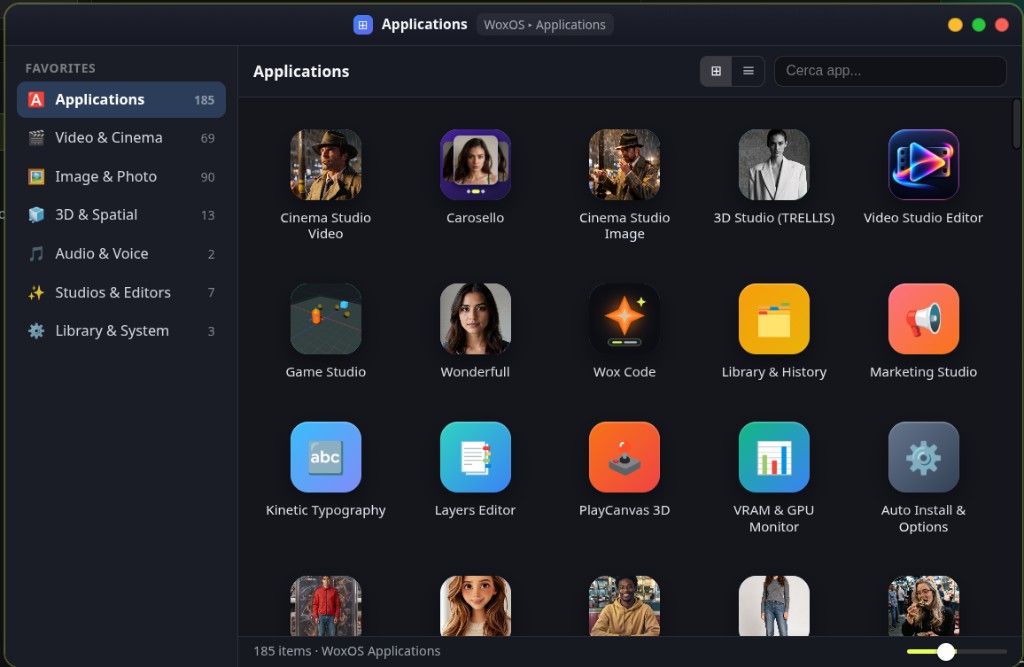 Applications
WoxOS • Applications
FAVORITES
Applications 185
Video & Cinema 69
Image & Photo 90
3D & Spatial 13
Audio & Voice 2
Studios & Editors 7
Library & System 3
Applications
Cerca app...
Cinema Studio
Video
Carosello
Cinema Studio
Image
3D Studio (TRELLIS)
Video Studio Editor
Game Studio
Wonderfull
Wox Code
Library & History
Marketing Studio
abc
Kinetic Typography
Layers Editor
PlayCanvas 3D
VRAM & GPU
Monitor
Auto Install &
Options
185 items · WoxOS Applications